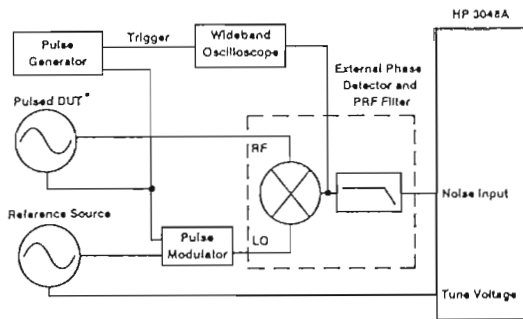 HP 3048A
Pulse
Generator
Trigger
Wideband
Oscilloscope
External Phase
Detector and
PRF Filter
Pulsed DUT*
RF
Noise Input
Reference Source
Pulse
Modulator
LO
Tune Voltage